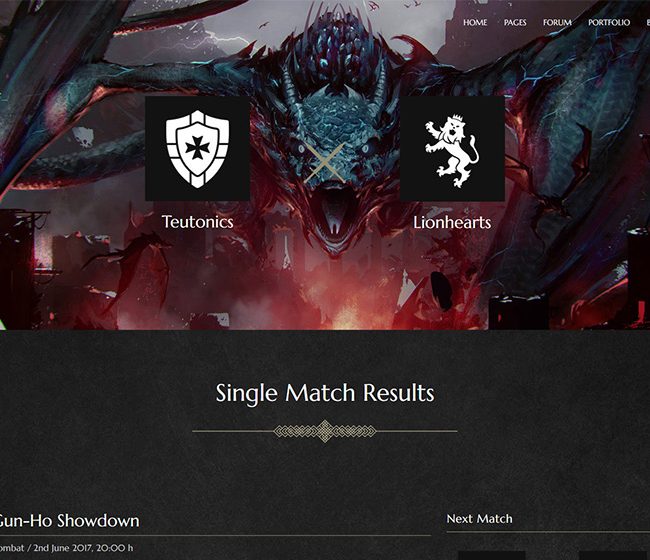 HOME PAGES FORUM PORTFOLIO
Teutonics
Lionhearts
Single Match Results
Gun-Ho Showdown
Next Match
ombat / 2nd June 2017, 20:00 h